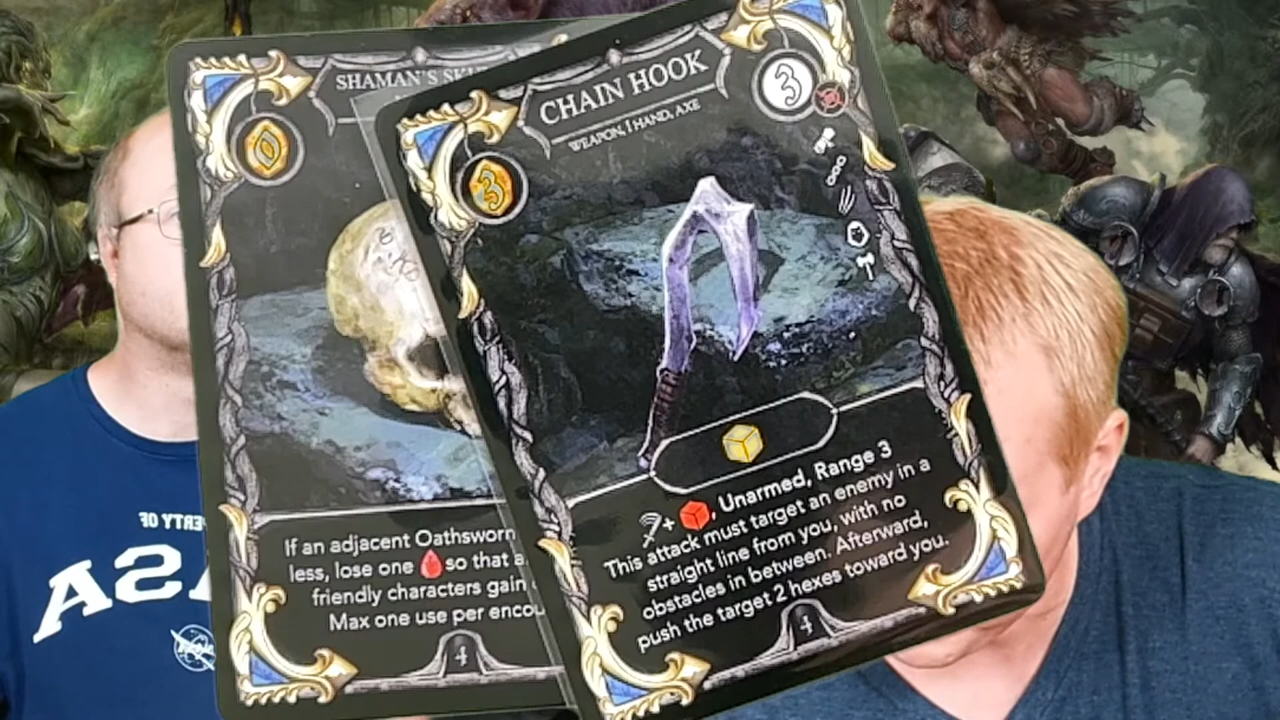 SHAMAN'S
0
If an adjacent Oathsworn
less, lose one so that a
friendly characters gain
Max one use per
4
CHAIN HOOK
WEAPON, 1 HAND, AXE
3
3
+ , Unarmed, Range 3
This attack must target an enemy in a
straight line from you, with no
obstacles in between. Afterward,
push the target 2 hexes toward you.
4
ERTY OF
ASA